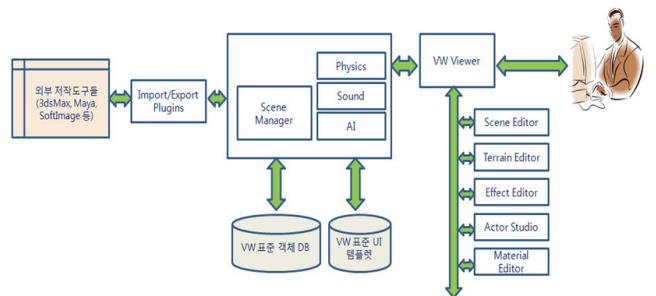 외부 저작도구들
(3dsMax, Maya,
SoftImage 등)
Import/Export
Plugins
Scene
Manager
Physics
Sound
AI
VW Viewer
Scene Editor
Terrain Editor
Effect Editor
Actor Studio
Material
Editor
VW 표준 객체 DB
VW 표준 UI
템플릿